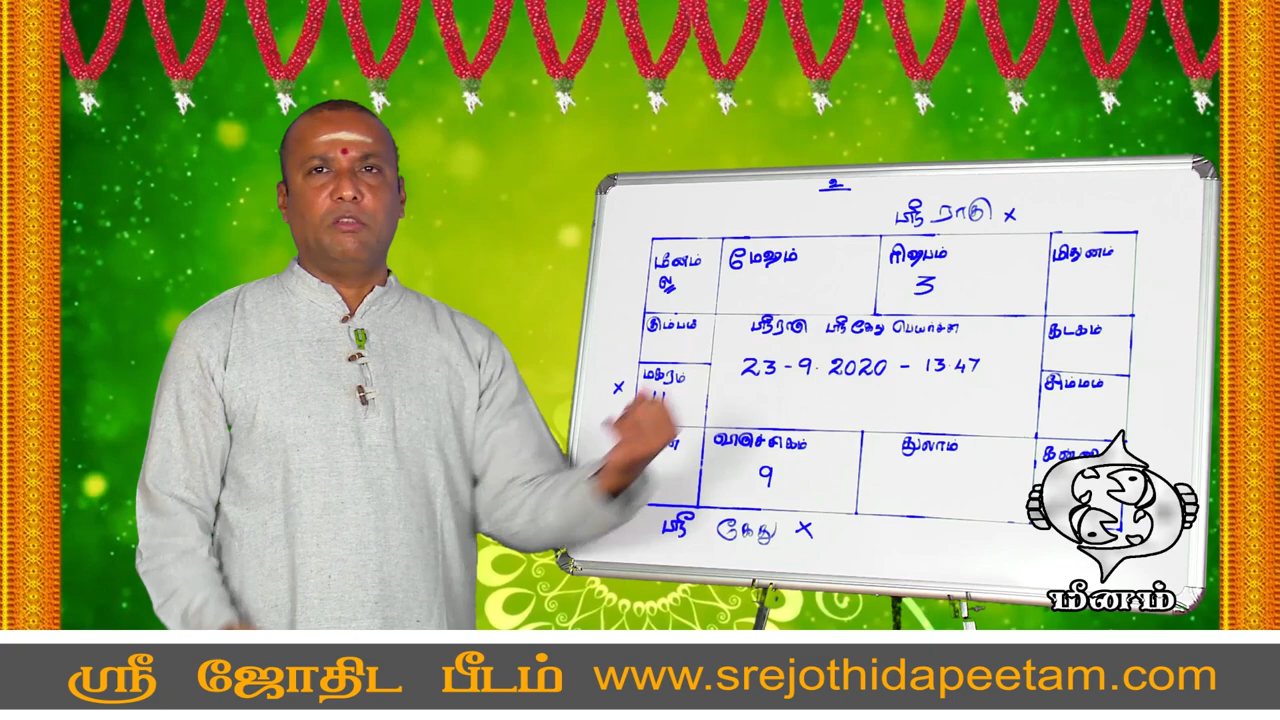 உ
ஸ்ரீ ராகு x
மீனம் மேஷம் ரிஷபம் மிதுனம்
ல 3
கும்பம் ஸ்ரீ ராகு ஸ்ரீ கேது பெயர்ச்சி கடகம்
23-9.2020 - 13.47
x மகரம் சிம்மம்
விருச்சிகம் துலாம்
9
ஸ்ரீ கேது x
மீனம்
ஸ்ரீ ஜோதிட பீடம் www.srejothidapeetam.com